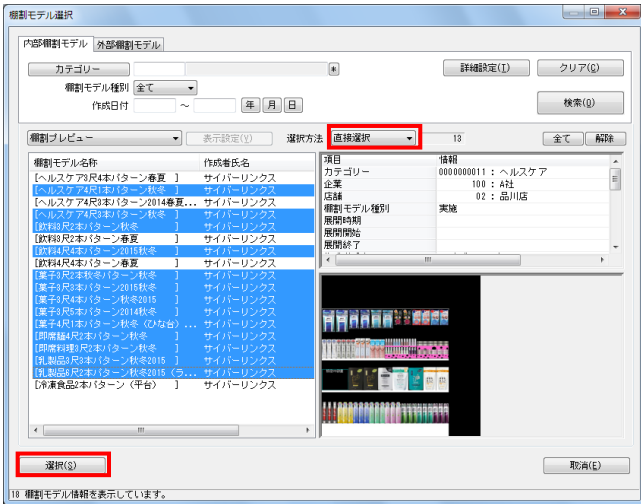 棚割モデル選択
内部棚割モデル 外部棚割モデル
カテゴリー * 詳細設定(I) クリア(C)
棚割モデル種別 全て
作成日付 ～ 年 月 日 検索(Q)
棚割プレビュー 表示設定(V) 選択方法 直接選択 13 全て 解除
棚割モデル名称 作成者氏名
[ヘルスケア3尺4本パターン春夏 ] サイバーリンクス
[ヘルスケア4尺1本パターン秋冬 ] サイバーリンクス
[ヘルスケア4尺3本パターン2014春夏... サイバーリンクス
[ヘルスケア4尺3本パターン秋冬 ] サイバーリンクス
[飲料3尺2本パターン秋冬 ] サイバーリンクス
[飲料3尺2本パターン春夏 ] サイバーリンクス
[飲料4尺4本パターン2015秋冬 ] サイバーリンクス
[飲料4尺4本パターン春夏 ] サイバーリンクス
[菓子3尺2本秋冬パターン秋冬 ] サイバーリンクス
[菓子3尺3本パターン2015秋冬 ] サイバーリンクス
[菓子3尺4本パターン秋冬2015 ] サイバーリンクス
[菓子3尺5本パターン2014秋冬 ] サイバーリンクス
[菓子4尺1本パターン秋冬（ひな台）... サイバーリンクス
[即席麺4尺2本パターン秋冬 ] サイバーリンクス
[即席料理3尺2本パターン秋冬 ] サイバーリンクス
[乳製品3尺3本パターン秋冬2015 ] サイバーリンクス
[乳製品6尺2本パターン秋冬2015（ラ... サイバーリンクス
[冷凍食品2本パターン（平台） ] サイバーリンクス
項目 情報
カテゴリー 0000000011 : ヘルスケア
企業 100 : A社
店舗 02 : 品川店
棚割モデル種別 実施
展開時期
展開開始
展開終了
選択(S) 取消(E)
18 棚割モデル情報を表示しています。